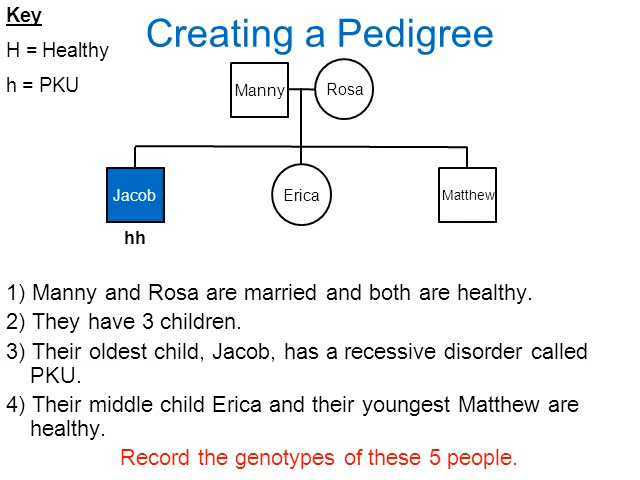 Key
Creating a Pedigree
H = Healthy
h = PKU
Manny
Rosa
Jacob
Erica
Matthew
hh
1) Manny and Rosa are married and both are healthy.
2) They have 3 children.
3) Their oldest child, Jacob, has a recessive disorder called
PKU.
4) Their middle child Erica and their youngest Matthew are
healthy.
Record the genotypes of these 5 people.